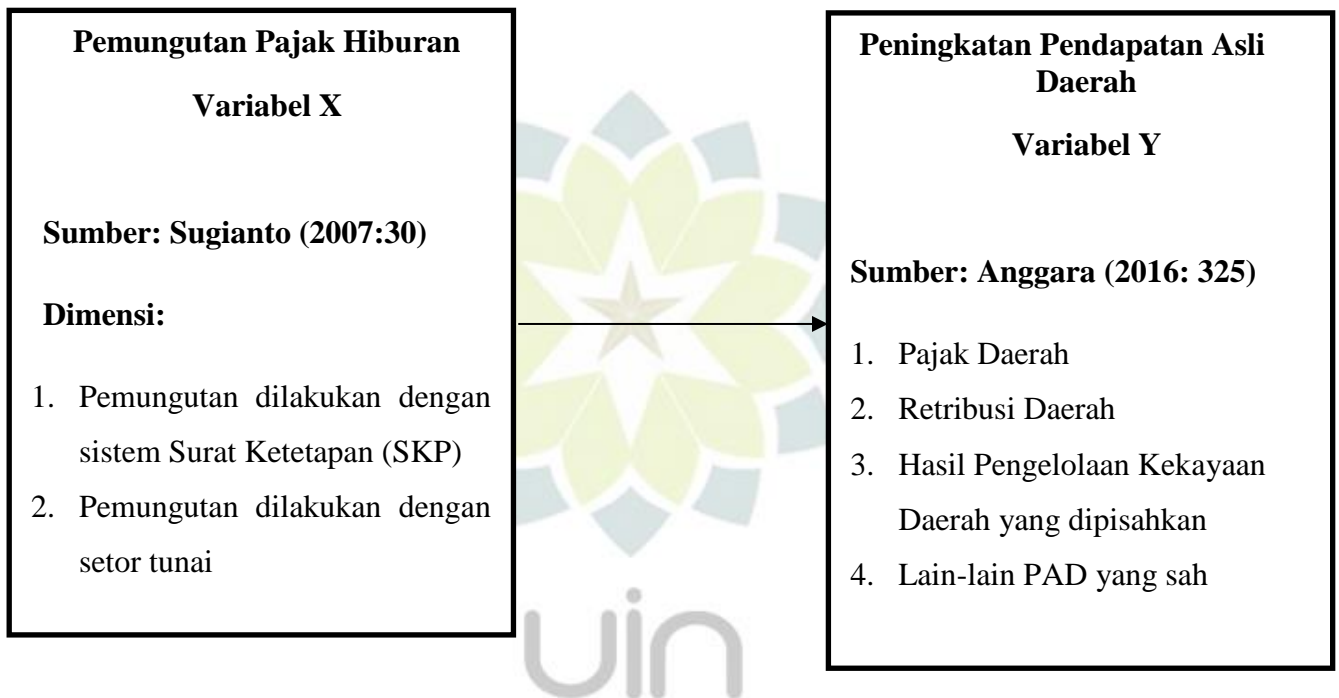 Pemungutan Pajak Hiburan
Variabel X
Sumber: Sugianto (2007:30)
Dimensi:
1. Pemungutan dilakukan dengan
sistem Surat Ketetapan (SKP)
2. Pemungutan dilakukan dengan
setor tunai
Peningkatan Pendapatan Asli
Daerah
Variabel Y
Sumber: Anggara (2016: 325)
1. Pajak Daerah
2. Retribusi Daerah
3. Hasil Pengelolaan Kekayaan
Daerah yang dipisahkan
4. Lain-lain PAD yang sah
uin